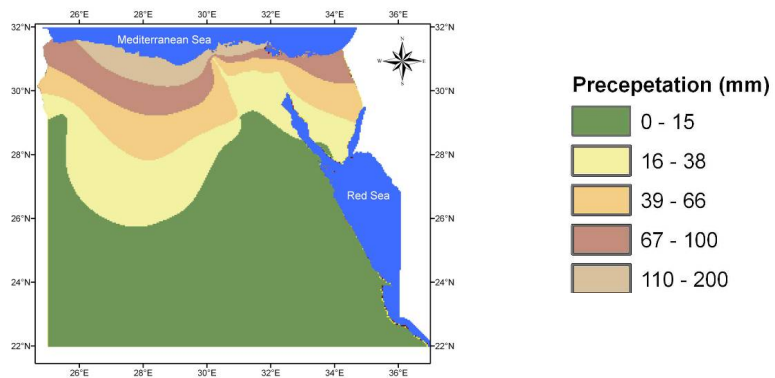 26°E 28°E 30°E 32°E 34°E 36°E
32°N 32°N
Mediterranean Sea
N
W E
S
30°N 30°N
28°N 28°N
Red Sea
26°N 26°N
24°N 24°N
22°N 22°N
26°E 28°E 30°E 32°E 34°E 36°E
Precepetation (mm)
0 - 15
16 - 38
39 - 66
67 - 100
110 - 200